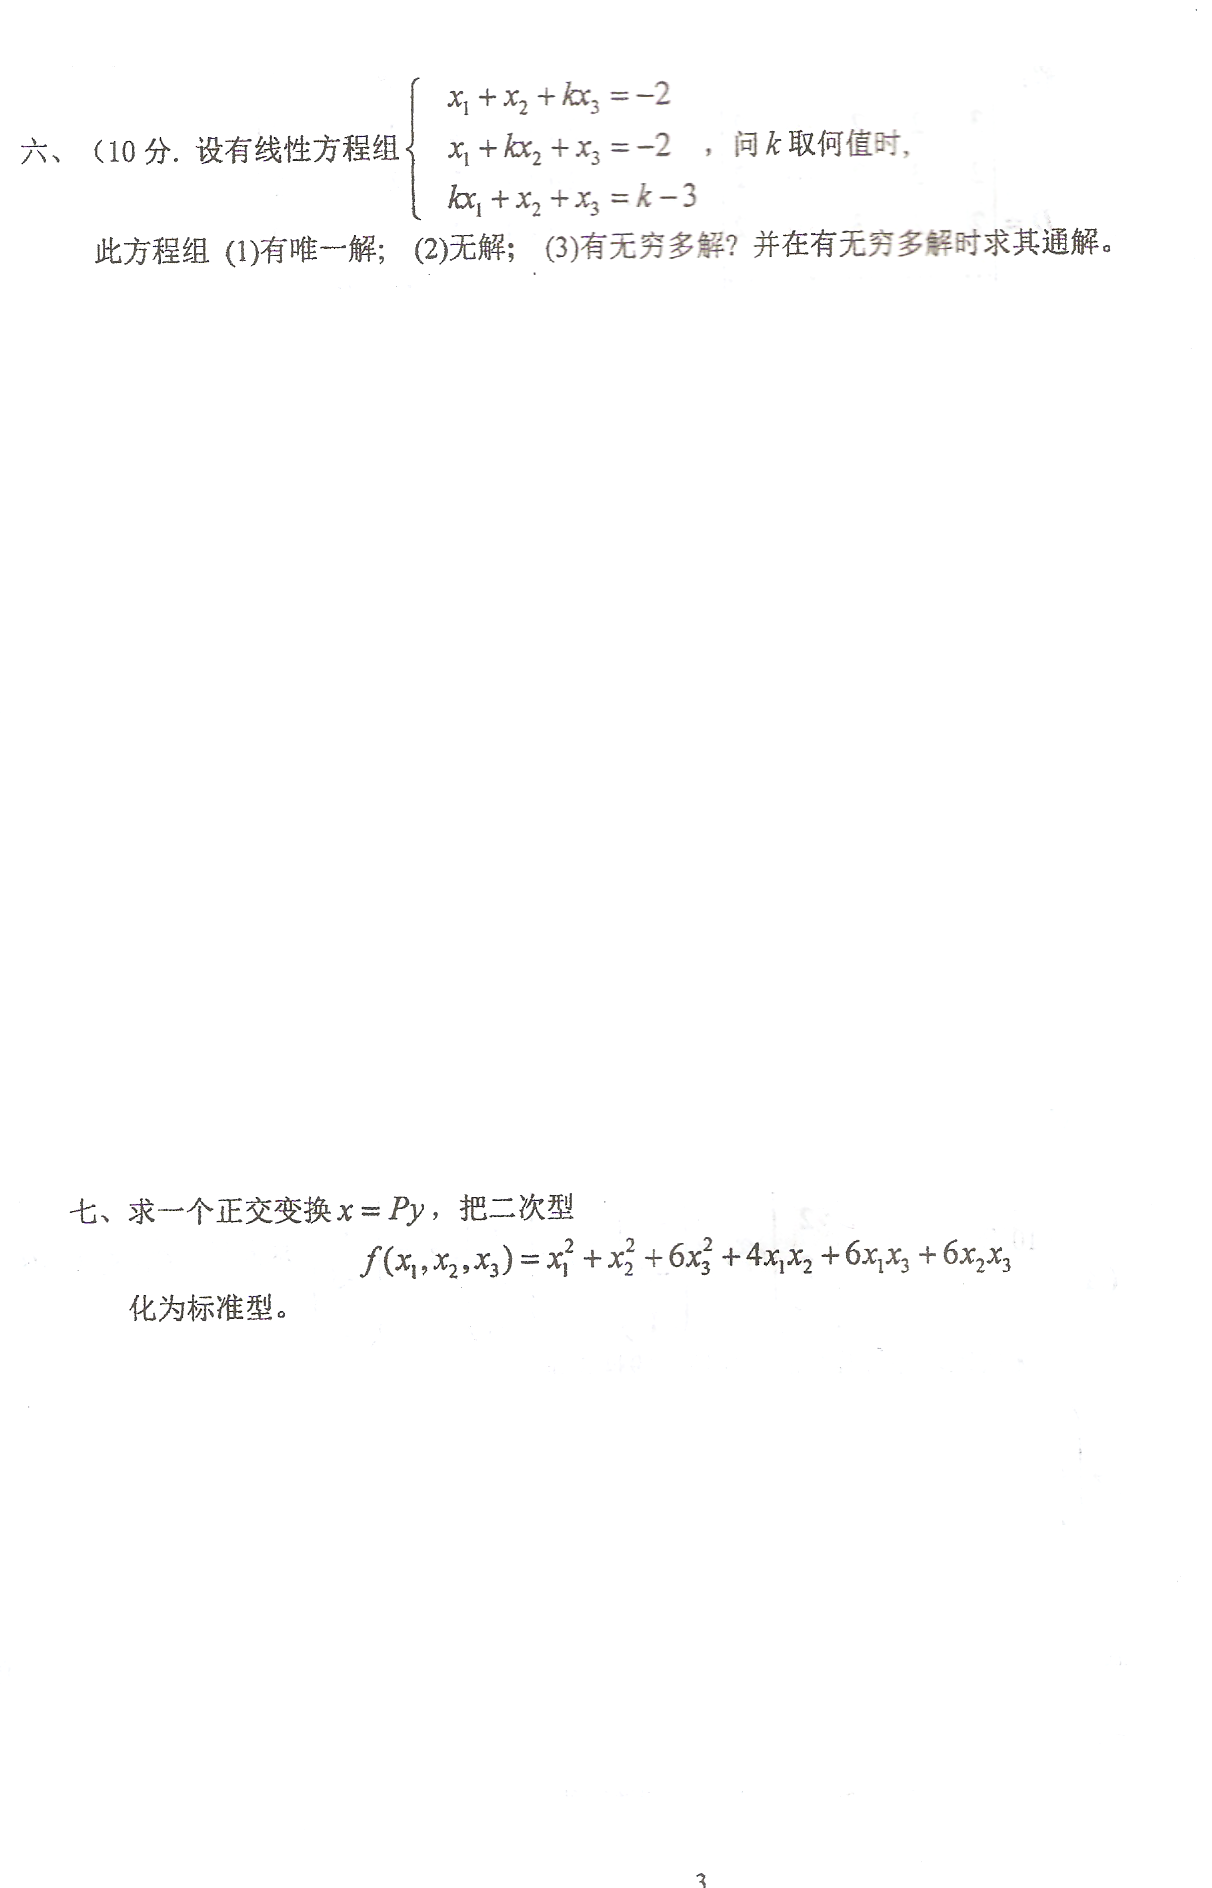 x₁ + x₂ + kx₃ = −2
六、（10 分. 设有线性方程组{ x₁ + kx₂ + x₃ = −2 ，问 k 取何值时,
kx₁ + x₂ + x₃ = k − 3
此方程组 (1)有唯一解; (2)无解; (3)有无穷多解? 并在有无穷多解时求其通解。
七、求一个正交变换 x = Py，把二次型
f(x₁,x₂,x₃) = x₁² + x₂² + 6x₃² + 4x₁x₂ + 6x₁x₃ + 6x₂x₃
化为标准型。
3